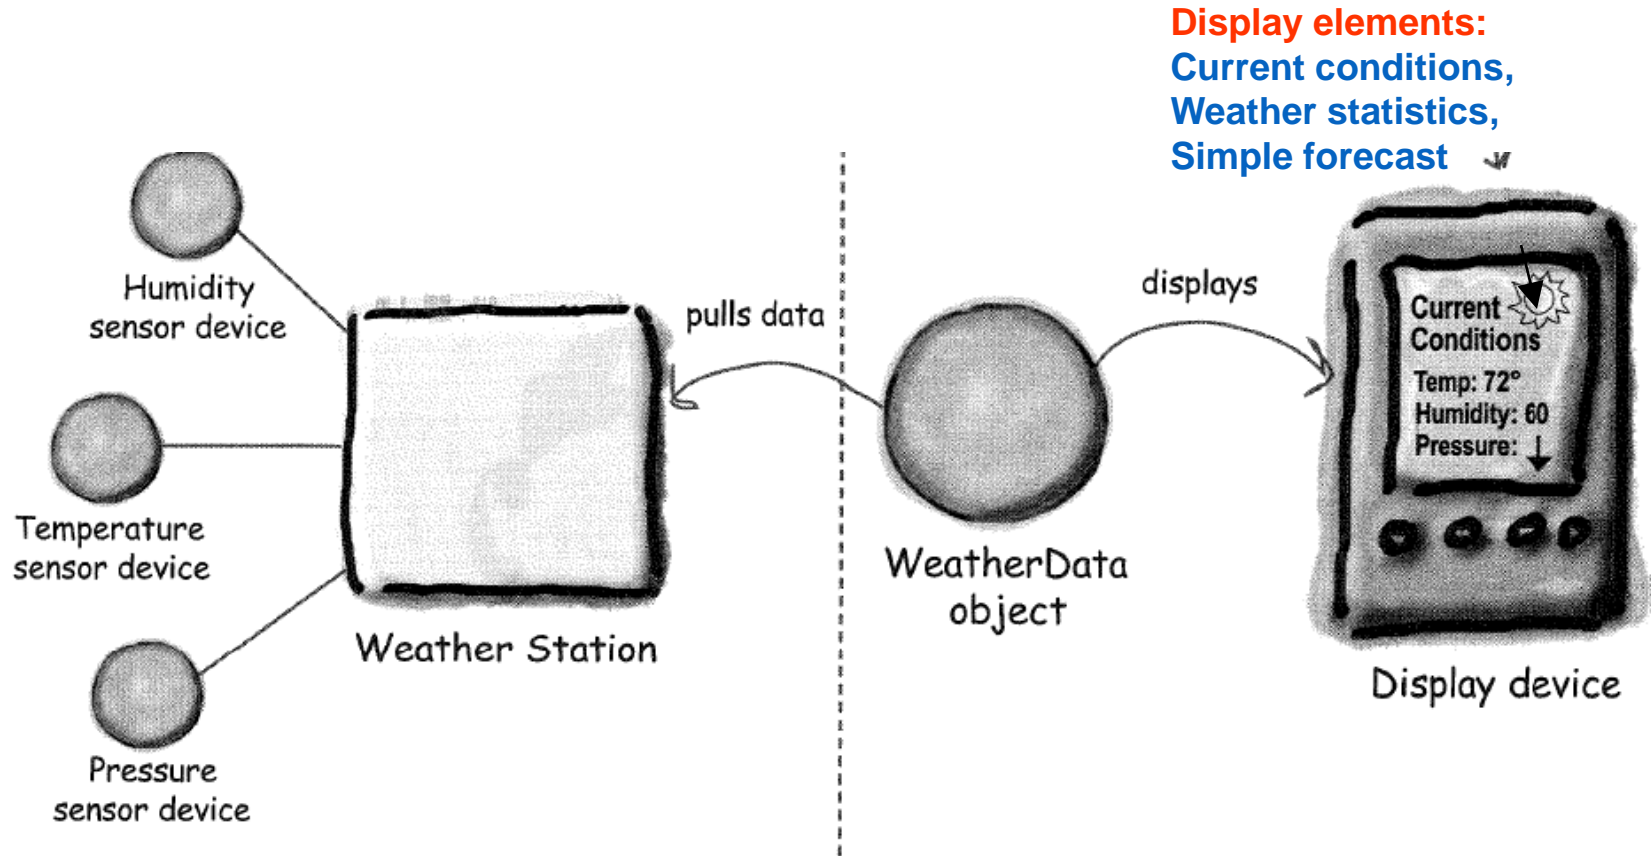 Display elements:
Current conditions,
Weather statistics,
Simple forecast
Humidity
sensor device
Temperature
sensor device
Pressure
sensor device
Weather Station
pulls data
WeatherData
object
displays
Current
Conditions
Temp: 72°
Humidity: 60
Pressure: ↓
Display device